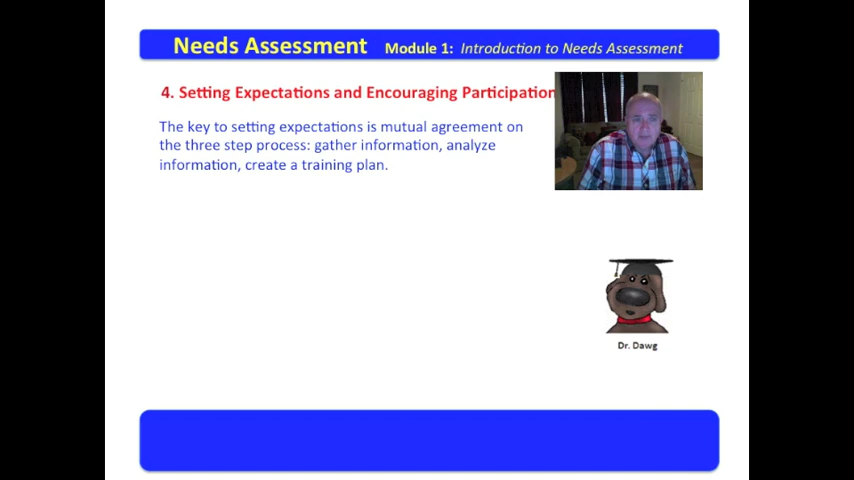 Needs Assessment Module 1: Introduction to Needs Assessment
4. Setting Expectations and Encouraging Participation
The key to setting expectations is mutual agreement on
the three step process: gather information, analyze
information, create a training plan.
Dr. Dawg